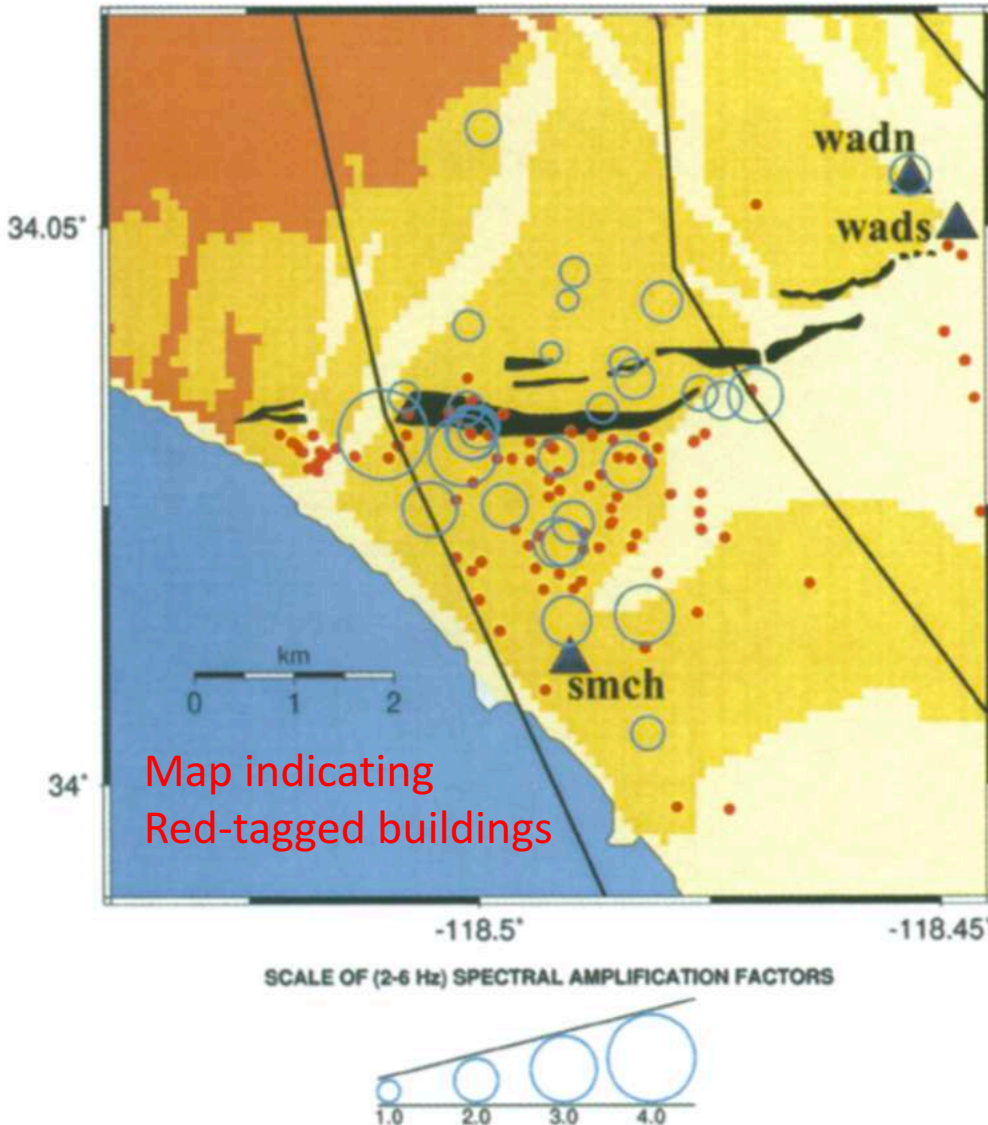 wadn
34.05°
wads
km
0 1 2
smch
Map indicating
Red-tagged buildings
34°
-118.5°
-118.45°
SCALE OF (2-6 Hz) SPECTRAL AMPLIFICATION FACTORS
1.0 2.0 3.0 4.0